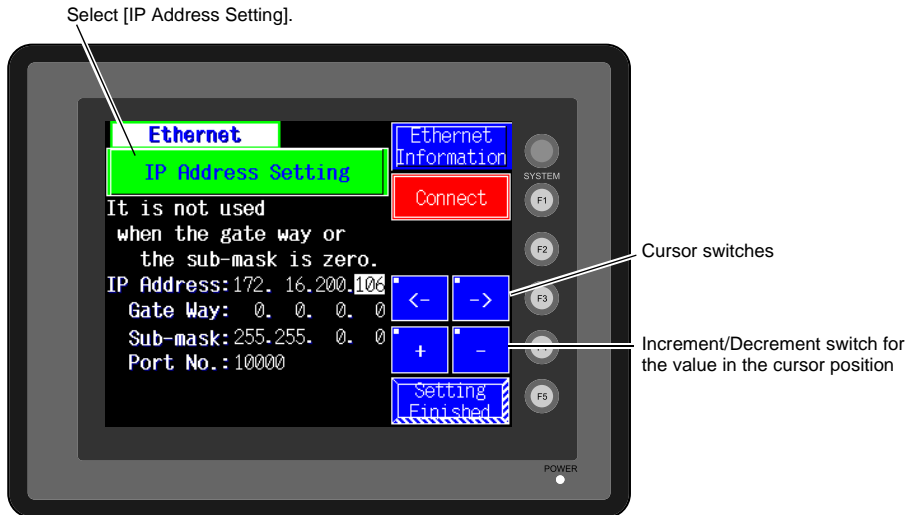 Select [IP Address Setting].
Ethernet
Ethernet
Information
IP Address Setting
SYSTEM
Connect
F1
It is not used
when the gate way or
the sub-mask is zero.
F2
Cursor switches
IP Address:172. 16.200.106
<- ->
F3
Gate Way: 0. 0. 0. 0
Sub-mask:255.255. 0. 0
+ -
Increment/Decrement switch for
the value in the cursor position
Port No.:10000
Setting
Finished
F5
POWER